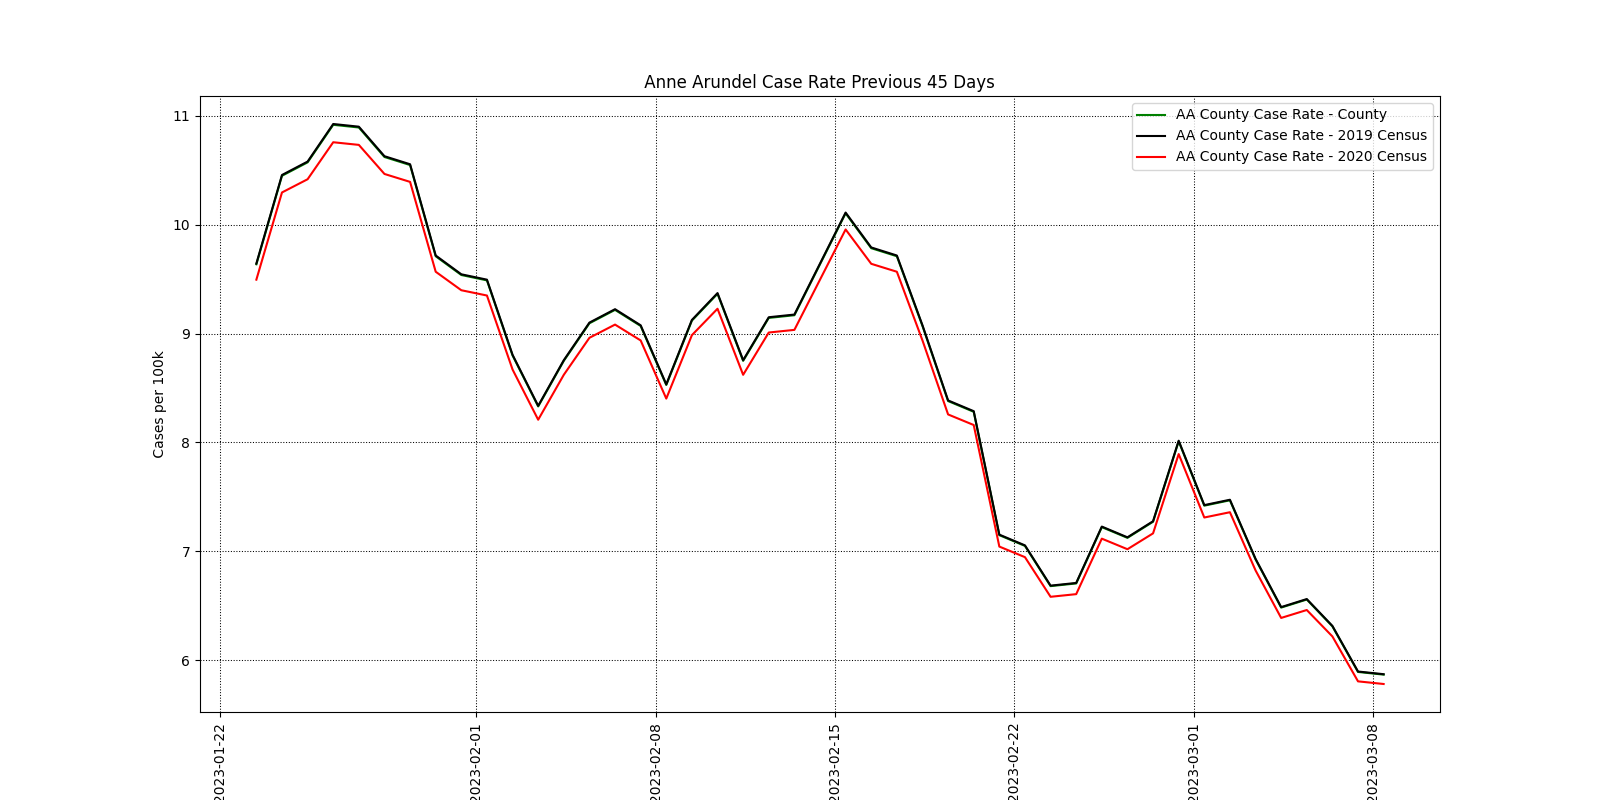 Anne Arundel Case Rate Previous 45 Days
AA County Case Rate - County
AA County Case Rate - 2019 Census
AA County Case Rate - 2020 Census
Cases per 100k
11
10
9
8
7
6
2023-01-22
2023-02-01
2023-02-08
2023-02-15
2023-02-22
2023-03-01
2023-03-08